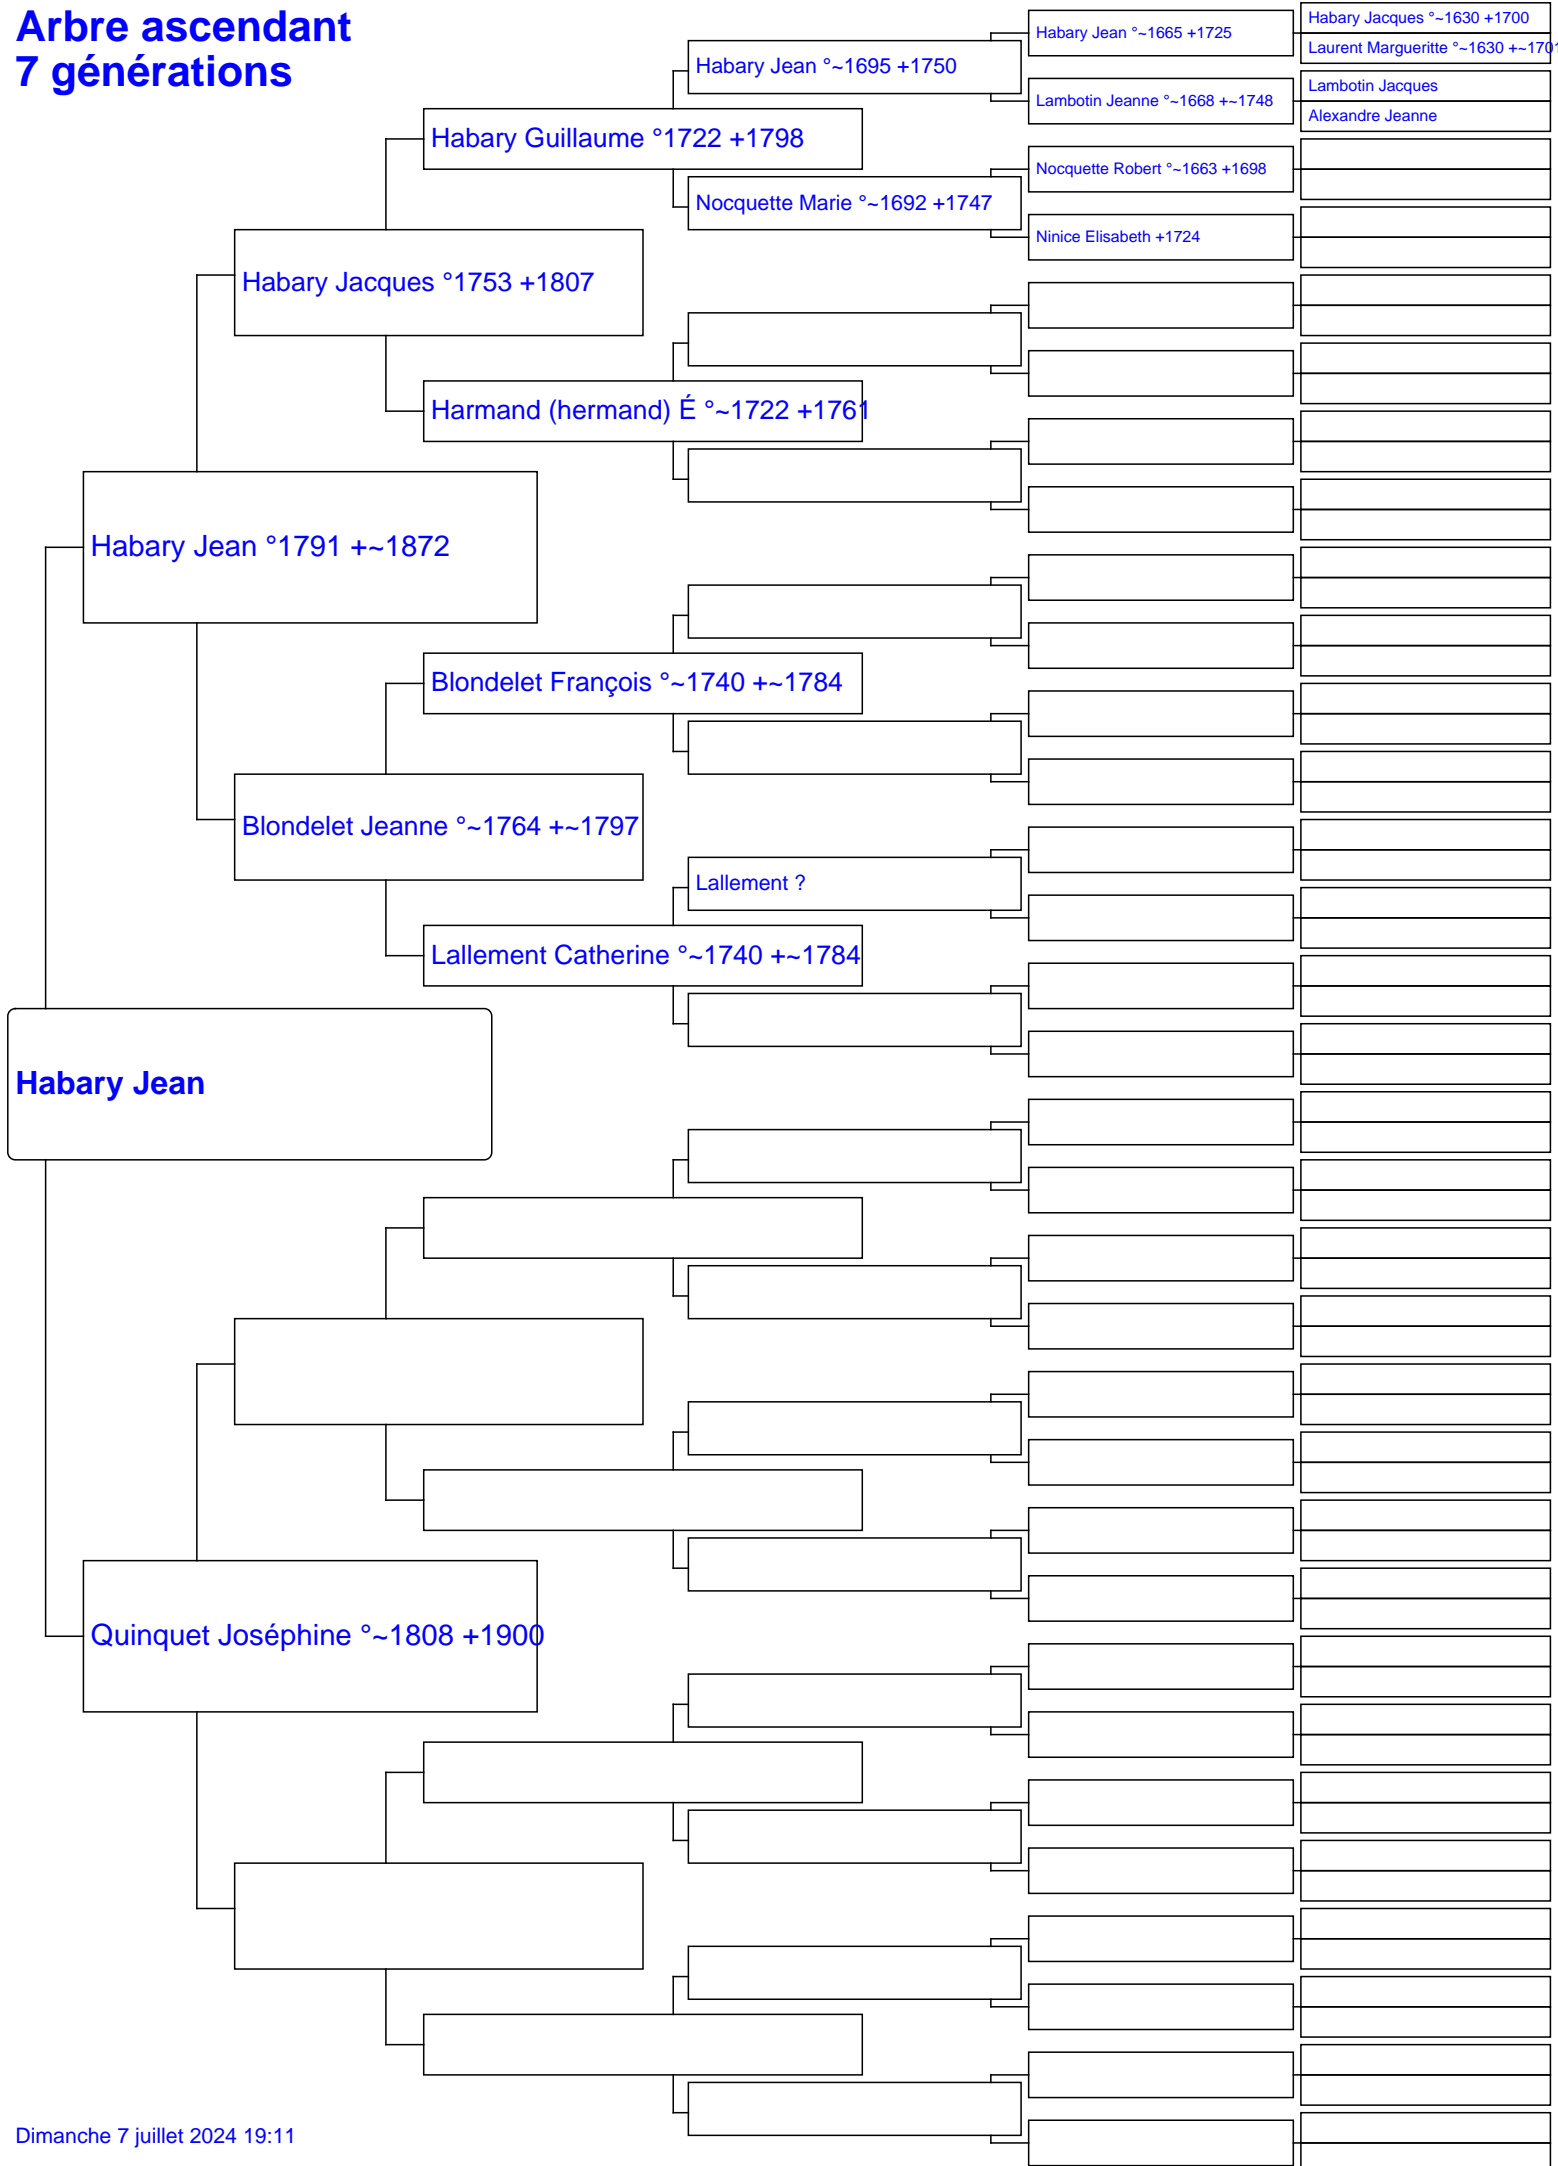 Arbre ascendant
7 générations
Habary Jacques °~1630 +1700
Habary Jean °~1665 +1725
Laurent Margueritte °~1630 +~1701
Habary Jean °~1695 +1750
Lambotin Jacques
Lambotin Jeanne °~1668 +~1748
Alexandre Jeanne
Habary Guillaume °1722 +1798
Nocquette Robert °~1663 +1698
Nocquette Marie °~1692 +1747
Ninice Elisabeth +1724
Habary Jacques °1753 +1807
Harmand (hermand) É °~1722 +1761
Habary Jean °1791 +~1872
Blondelet François °~1740 +~1784
Blondelet Jeanne °~1764 +~1797
Lallement ?
Lallement Catherine °~1740 +~1784
Habary Jean
Quinquet Joséphine °~1808 +1900
Dimanche 7 juillet 2024 19:11